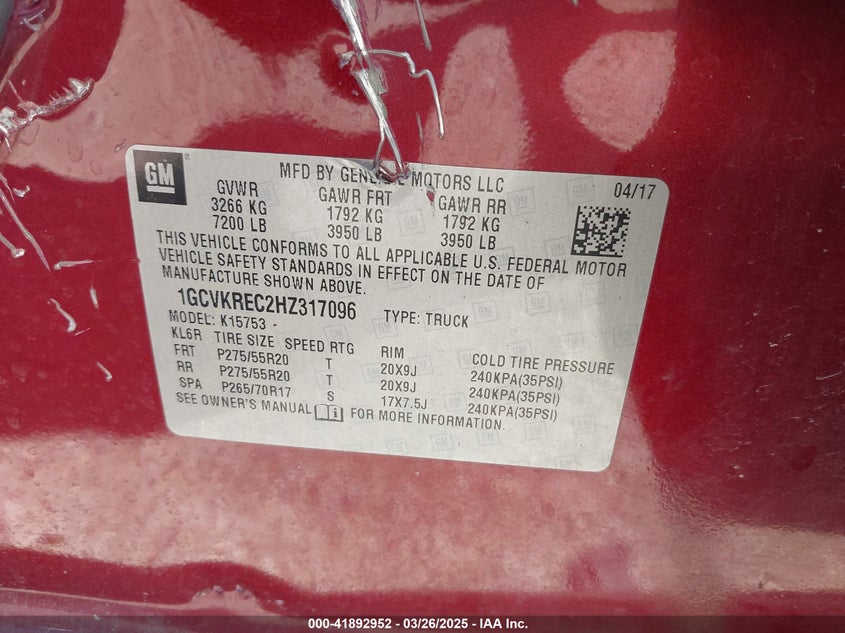 GM
MFD BY GENERAL MOTORS LLC
04/17
GVWR GAWR FRT GAWR RR
3266 KG 1792 KG 1792 KG
7200 LB 3950 LB 3950 LB
THIS VEHICLE CONFORMS TO ALL APPLICABLE U.S. FEDERAL MOTOR
VEHICLE SAFETY STANDARDS IN EFFECT ON THE DATE OF
MANUFACTURE SHOWN ABOVE.
1GCVKREC2HZ317096 TYPE: TRUCK
MODEL: K15753
KL6R TIRE SIZE SPEED RTG RIM COLD TIRE PRESSURE
FRT P275/55R20 T 20X9J 240KPA(35PSI)
RR P275/55R20 T 20X9J 240KPA(35PSI)
SPA P265/70R17 S 17X7.5J 240KPA(35PSI)
SEE OWNER'S MANUAL FOR MORE INFORMATION.
000-41892952 - 03/26/2025 - IAA Inc.